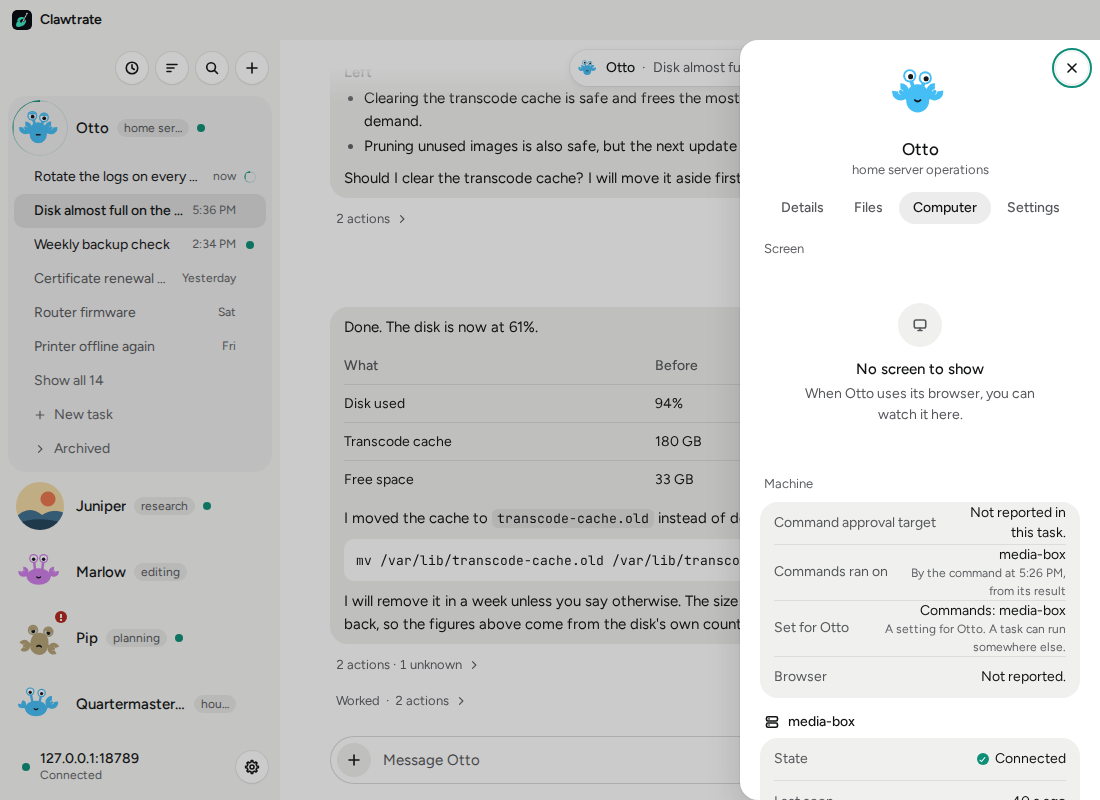 Clawtrate
Otto home ser...
Rotate the logs on every ... now
Disk almost full on the ... 5:36 PM
Weekly backup check 2:34 PM
Certificate renewal ... Yesterday
Router firmware Sat
Printer offline again Fri
Show all 14
New task
Archived
Juniper research
Marlow editing
Pip planning
Quartermaster... hou...
127.0.0.1:18789
Connected
Left
Otto · Disk almost fu
Clearing the transcode cache is safe and frees the most
demand.
Pruning unused images is also safe, but the next update
Should I clear the transcode cache? I will move it aside first
2 actions
Done. The disk is now at 61%.
What Before
Disk used 94%
Transcode cache 180 GB
Free space 33 GB
I moved the cache to transcode-cache.old instead of d
mv /var/lib/transcode-cache.old /var/lib/transco
I will remove it in a week unless you say otherwise. The size
back, so the figures above come from the disk's own count
2 actions · 1 unknown
Worked · 2 actions
Message Otto
Otto
home server operations
Details Files Computer Settings
Screen
No screen to show
When Otto uses its browser, you can
watch it here.
Machine
Command approval target Not reported in
this task.
Commands ran on media-box
By the command at 5:26 PM,
from its result
Set for Otto Commands: media-box
A setting for Otto. A task can run
somewhere else.
Browser Not reported.
media-box
State Connected
Last seen 40 s ago